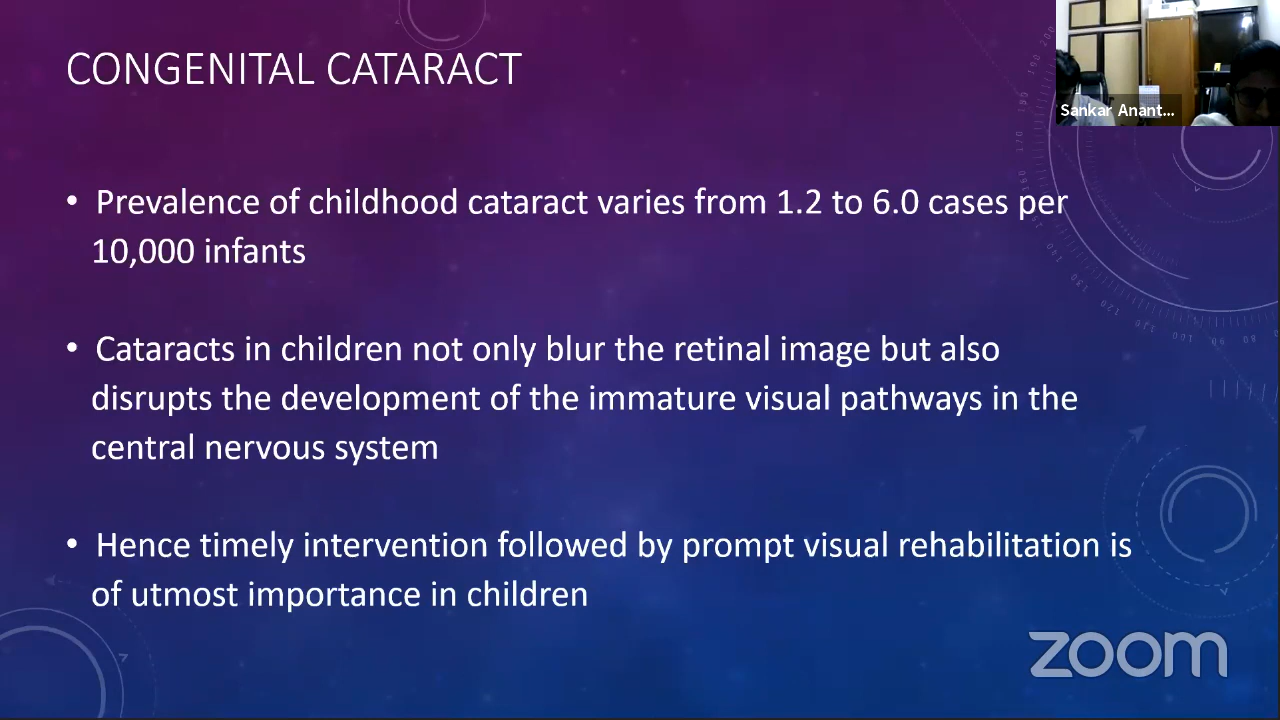 CONGENITAL CATARACT
Sankar Anant...
• Prevalence of childhood cataract varies from 1.2 to 6.0 cases per
10,000 infants
• Cataracts in children not only blur the retinal image but also
disrupts the development of the immature visual pathways in the
central nervous system
• Hence timely intervention followed by prompt visual rehabilitation is
of utmost importance in children
zoom